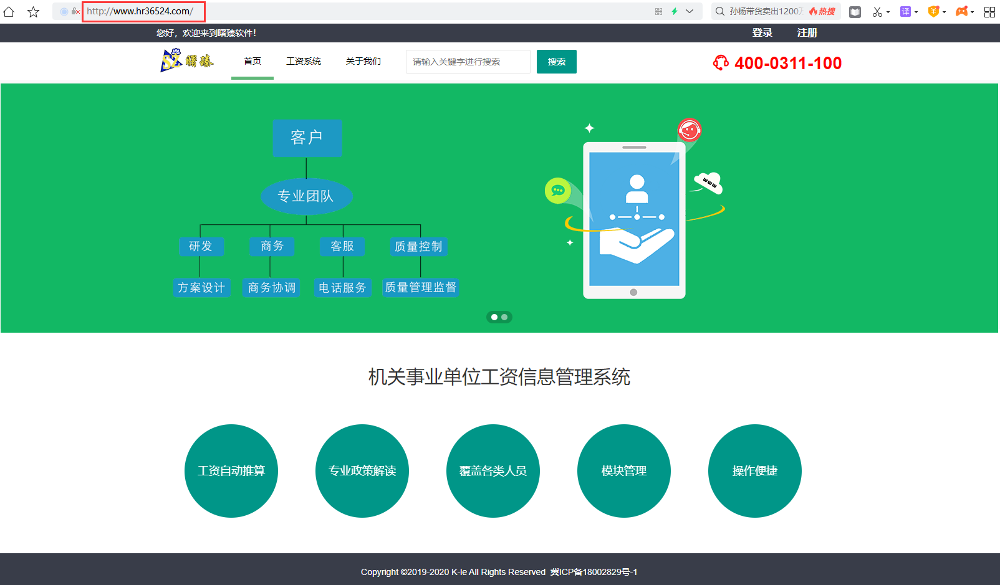 http://www.hr36524.com/
孙杨带货卖出1200万
热搜
译
您好，欢迎来到曙臻软件！
登录 注册
SZ 曙臻
首页 工资系统 关于我们
请输入关键字进行搜索
搜索
400-0311-100
客户
专业团队
研发 商务 客服 质量控制
方案设计 商务协调 电话服务 质量管理监督
www
机关事业单位工资信息管理系统
工资自动推算 专业政策解读 覆盖各类人员 模块管理 操作便捷
Copyright ©2019-2020 K-le All Rights Reserved 冀ICP备18002829号-1